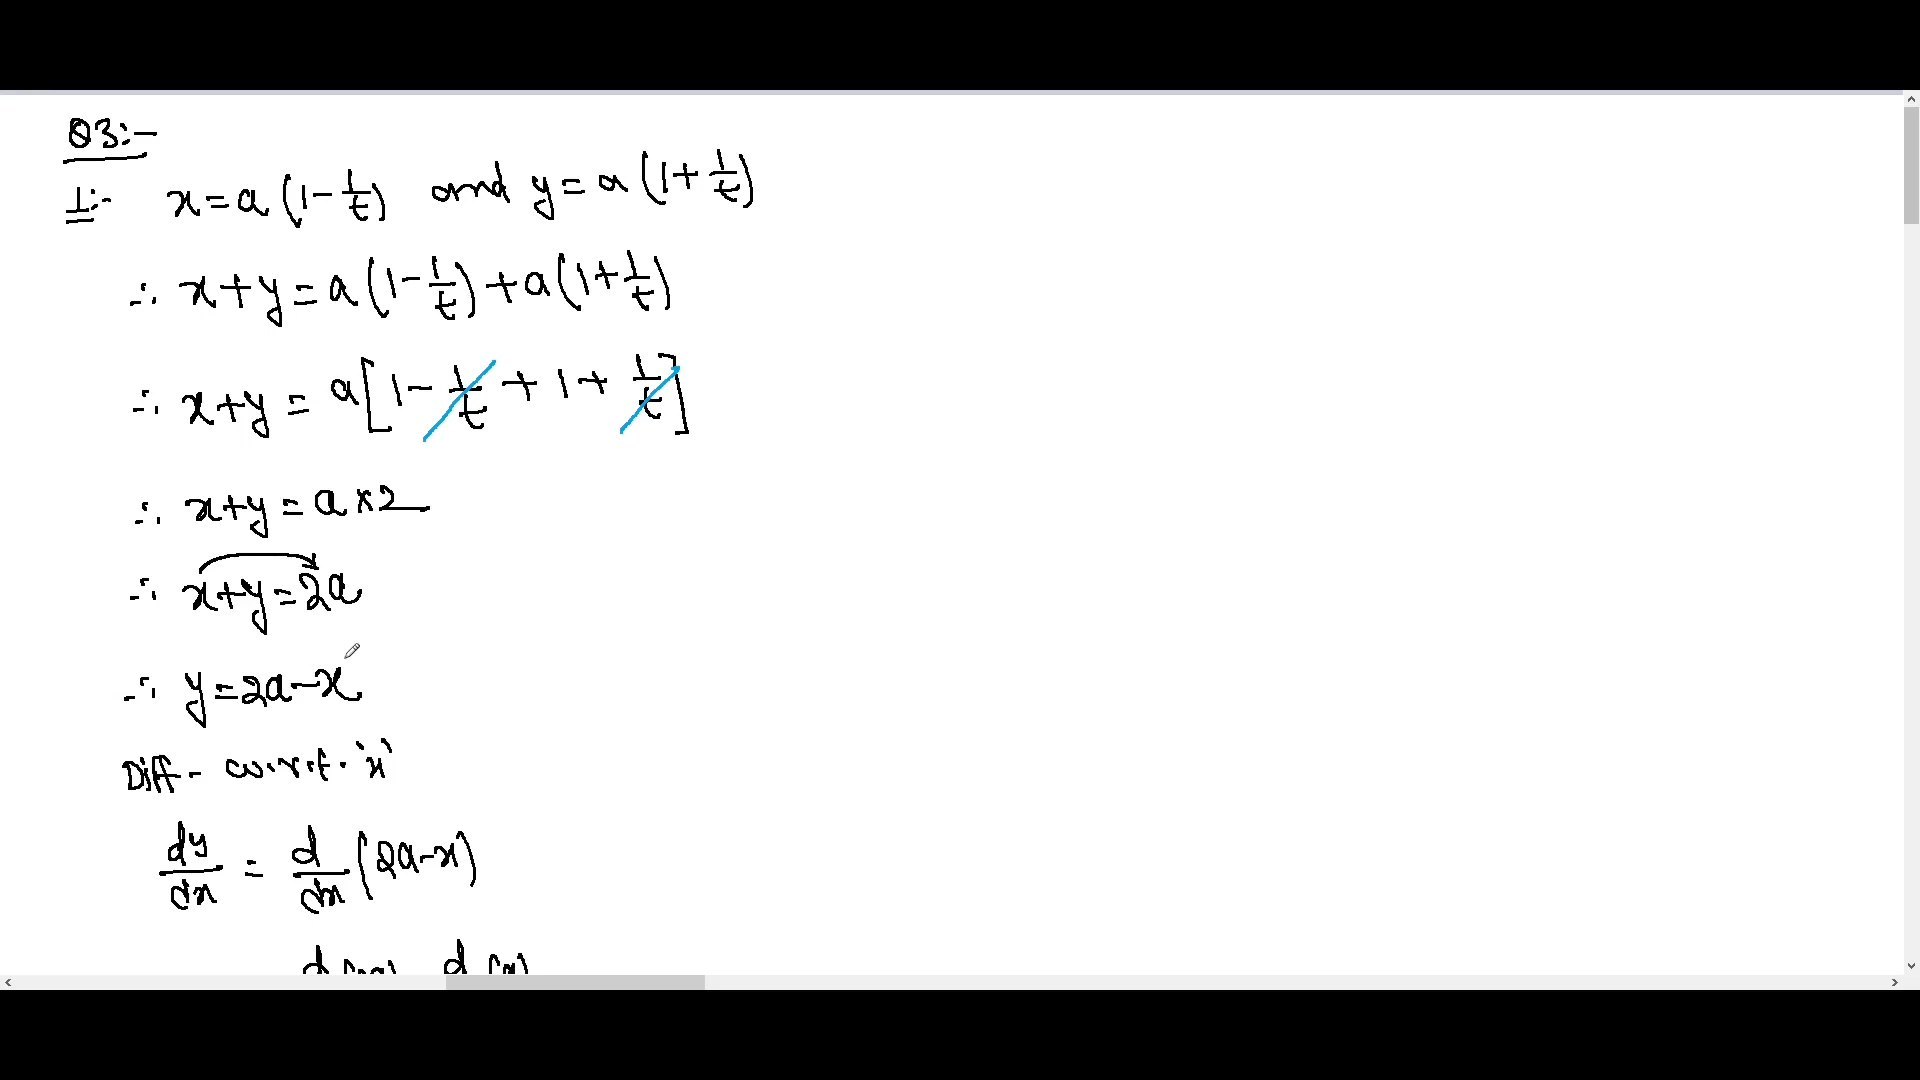 Q3:-
1:- x = a (1 - 1/t) and y = a (1 + 1/t)
∴ x + y = a (1 - 1/t) + a (1 + 1/t)
∴ x + y = a [1 - 1/t + 1 + 1/t]
∴ x + y = a × 2
∴ x + y = 2a
∴ y = 2a - x
Diff - w.r.t. 'x'
dy/dx = d/dx (2a - x)